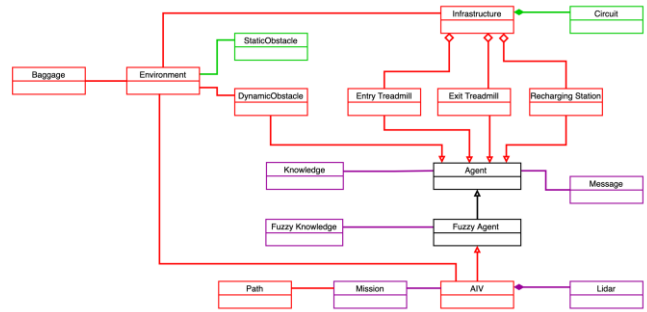 Infrastructure
Circuit
StaticObstacle
Baggage
Environment
DynamicObstacle
Entry Treadmill
Exit Treadmill
Recharging Station
Knowledge
Agent
Message
Fuzzy Knowledge
Fuzzy Agent
Path
Mission
AIV
Lidar